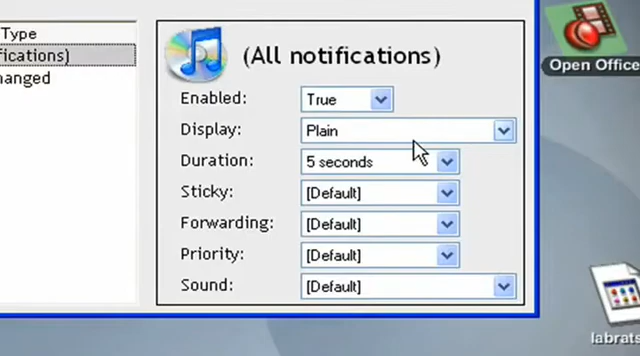 Type
fications)
hanged
(All notifications)
Enabled: True
Display: Plain
Duration: 5 seconds
Sticky: [Default]
Forwarding: [Default]
Priority: [Default]
Sound: [Default]
Open Office
labrats